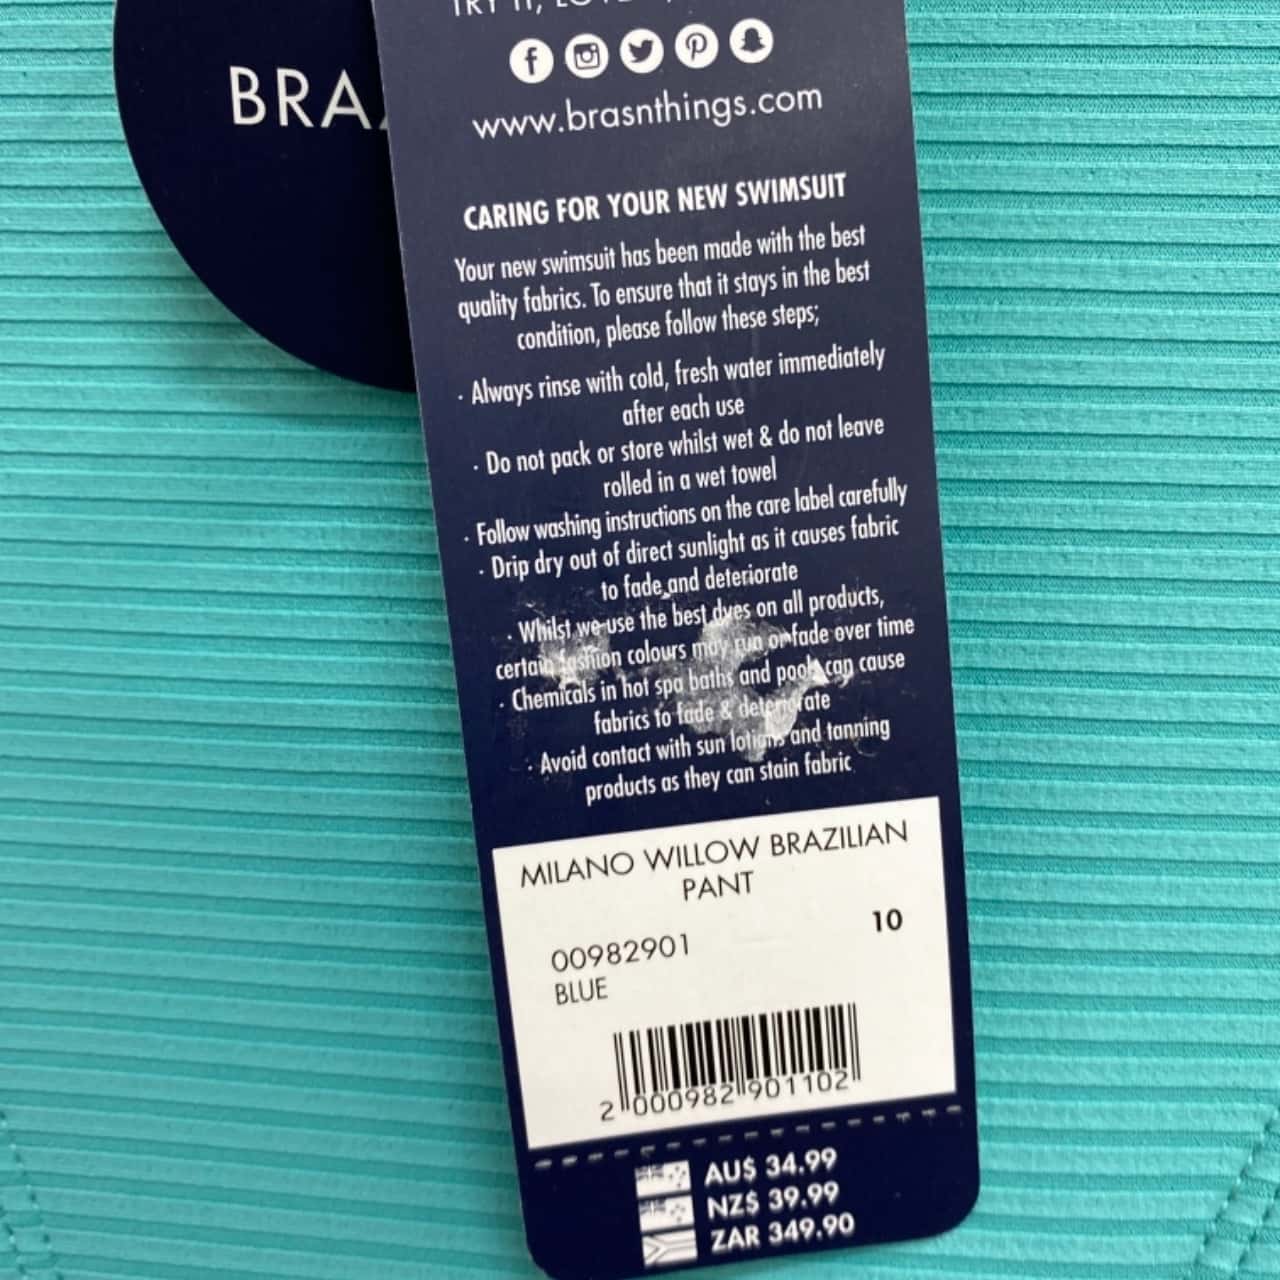 BRA
TRY IT,
www.brasnthings.com
CARING FOR YOUR NEW SWIMSUIT
Your new swimsuit has been made with the best
quality fabrics. To ensure that it stays in the best
condition, please follow these steps;
· Always rinse with cold, fresh water immediately
after each use
· Do not pack or store whilst wet & do not leave
rolled in a wet towel
· Follow washing instructions on the care label carefully
· Drip dry out of direct sunlight as it causes fabric
to fade and deteriorate
· Whilst we use the best dyes on all products,
certain fashion colours may run or fade over time
· Chemicals in hot spa baths and pools can cause
fabrics to fade & deteriorate
· Avoid contact with sun lotions and tanning
products as they can stain fabric
MILANO WILLOW BRAZILIAN
PANT
10
00982901
BLUE
2 000982 901102
AU$ 34.99
NZ$ 39.99
ZAR 349.90